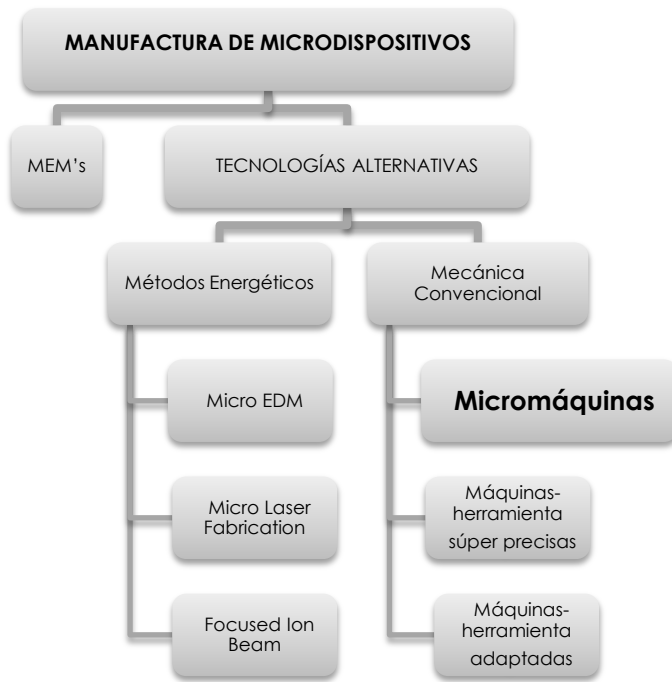 MANUFACTURA DE MICRODISPOSITIVOS
MEM's
TECNOLOGÍAS ALTERNATIVAS
Métodos Energéticos
Mecánica
Convencional
Micro EDM
Micromáquinas
Micro Laser
Fabrication
Máquinas-
herramienta
súper precisas
Focused Ion
Beam
Máquinas-
herramienta
adaptadas